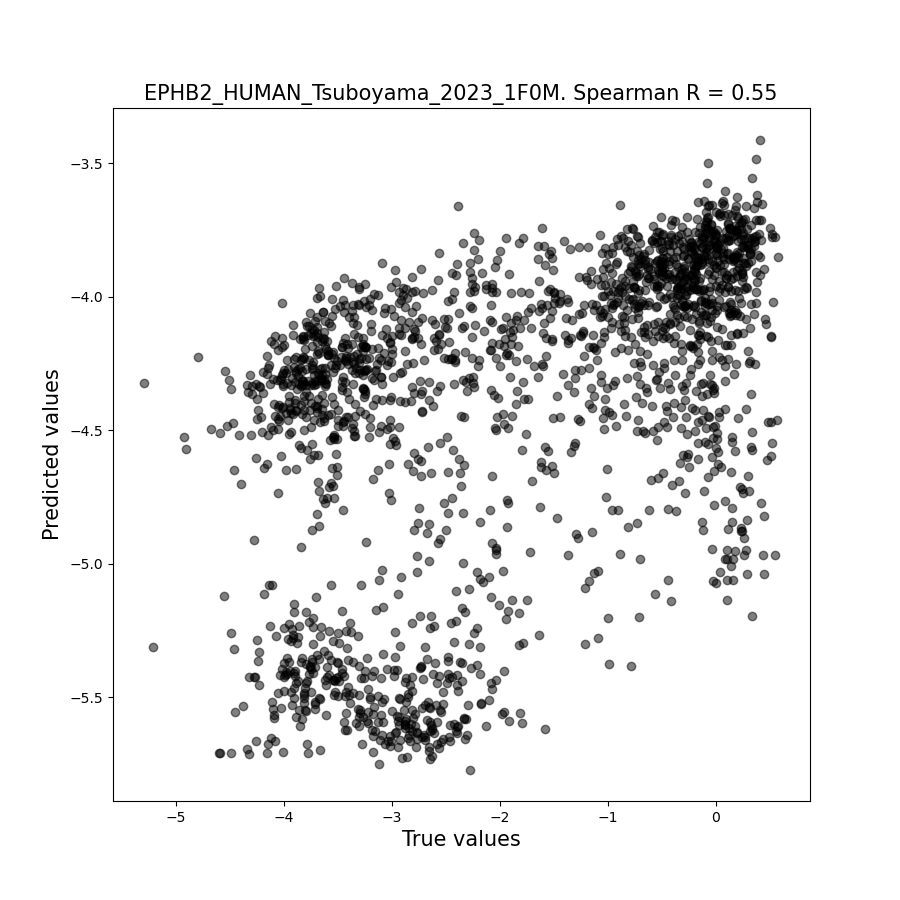 EPHB2_HUMAN_Tsuboyama_2023_1F0M. Spearman R = 0.55
−3.5
−4.0
−4.5
−5.0
−5.5
Predicted values
−5 −4 −3 −2 −1 0
True values